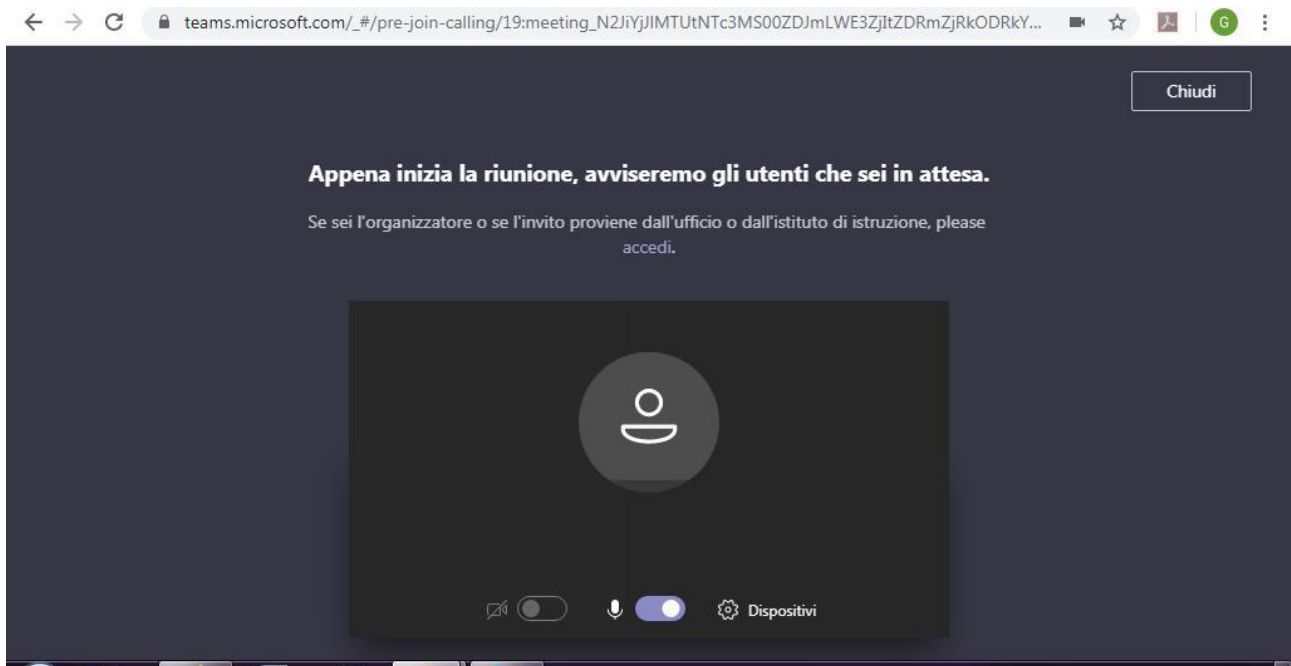 teams.microsoft.com/_#/pre-join-calling/19:meeting_N2JiYjJlMTUtNTc3MS00ZDJmLWE3ZjItZDRmZjRkODRkY...
G
Chiudi
Appena inizia la riunione, avviseremo gli utenti che sei in attesa.
Se sei l'organizzatore o se l'invito proviene dall'ufficio o dall'istituto di istruzione, please
accedi.
Dispositivi